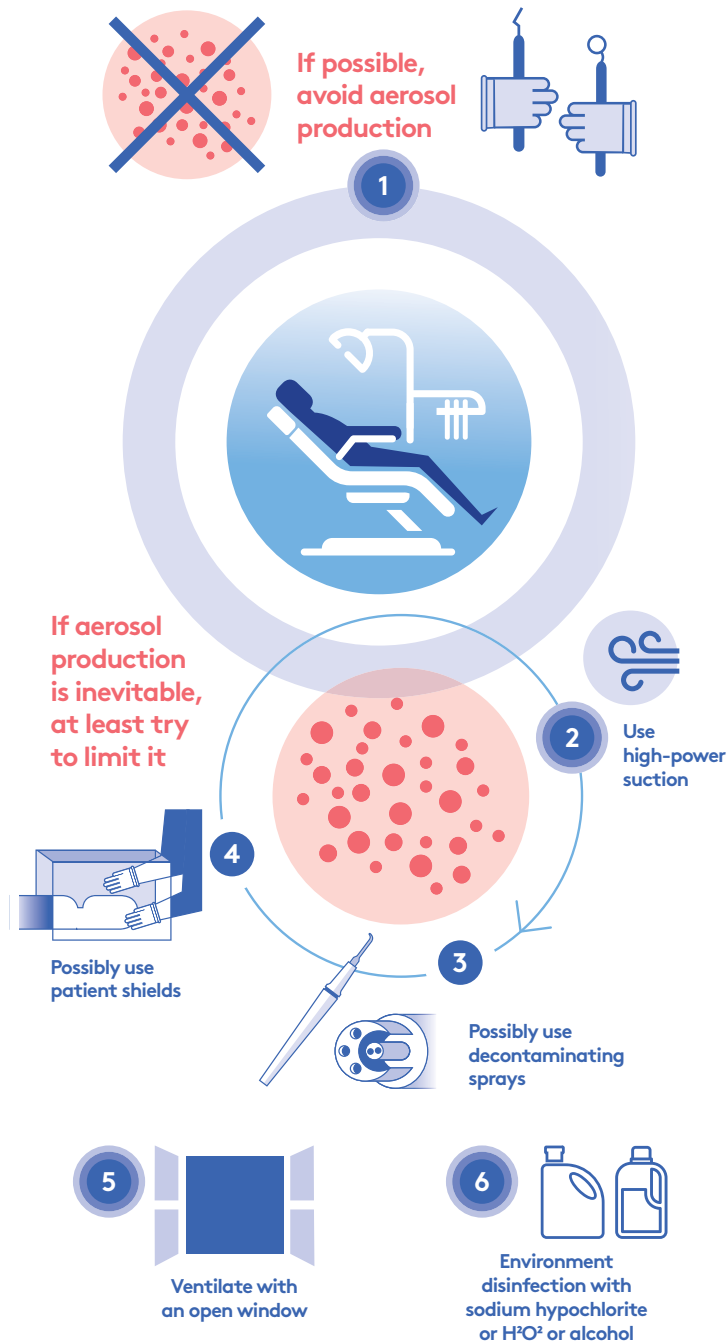 If possible,
avoid aerosol
production
1
If aerosol
production
is inevitable,
at least try
to limit it
2
Use
high-power
suction
3
Possibly use
decontaminating
sprays
4
Possibly use
patient shields
5
Ventilate with
an open window
6
Environment
disinfection with
sodium hypochlorite
or H²O² or alcohol